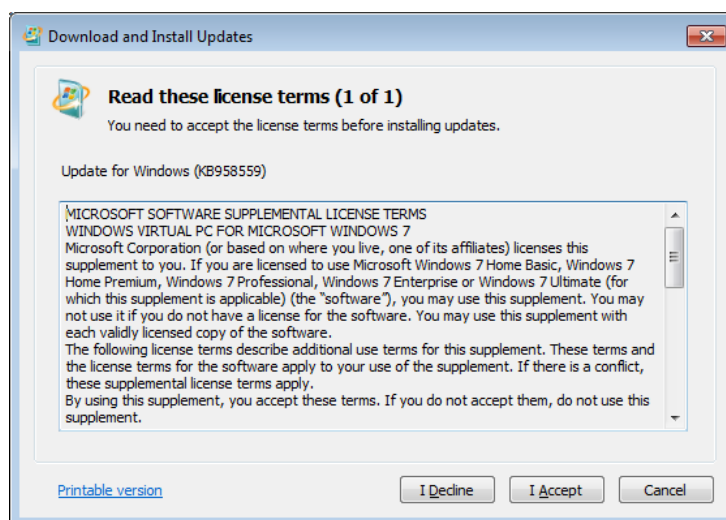 Download and Install Updates
Read these license terms (1 of 1)
You need to accept the license terms before installing updates.
Update for Windows (KB958559)
MICROSOFT SOFTWARE SUPPLEMENTAL LICENSE TERMS
WINDOWS VIRTUAL PC FOR MICROSOFT WINDOWS 7
Microsoft Corporation (or based on where you live, one of its affiliates) licenses this
supplement to you. If you are licensed to use Microsoft Windows 7 Home Basic, Windows 7
Home Premium, Windows 7 Professional, Windows 7 Enterprise or Windows 7 Ultimate (for
which this supplement is applicable) (the “software”), you may use this supplement. You may
not use it if you do not have a license for the software. You may use this supplement with
each validly licensed copy of the software.
The following license terms describe additional use terms for this supplement. These terms and
the license terms for the software apply to your use of the supplement. If there is a conflict,
these supplemental license terms apply.
By using this supplement, you accept these terms. If you do not accept them, do not use this
supplement.
Printable version
I Decline
I Accept
Cancel